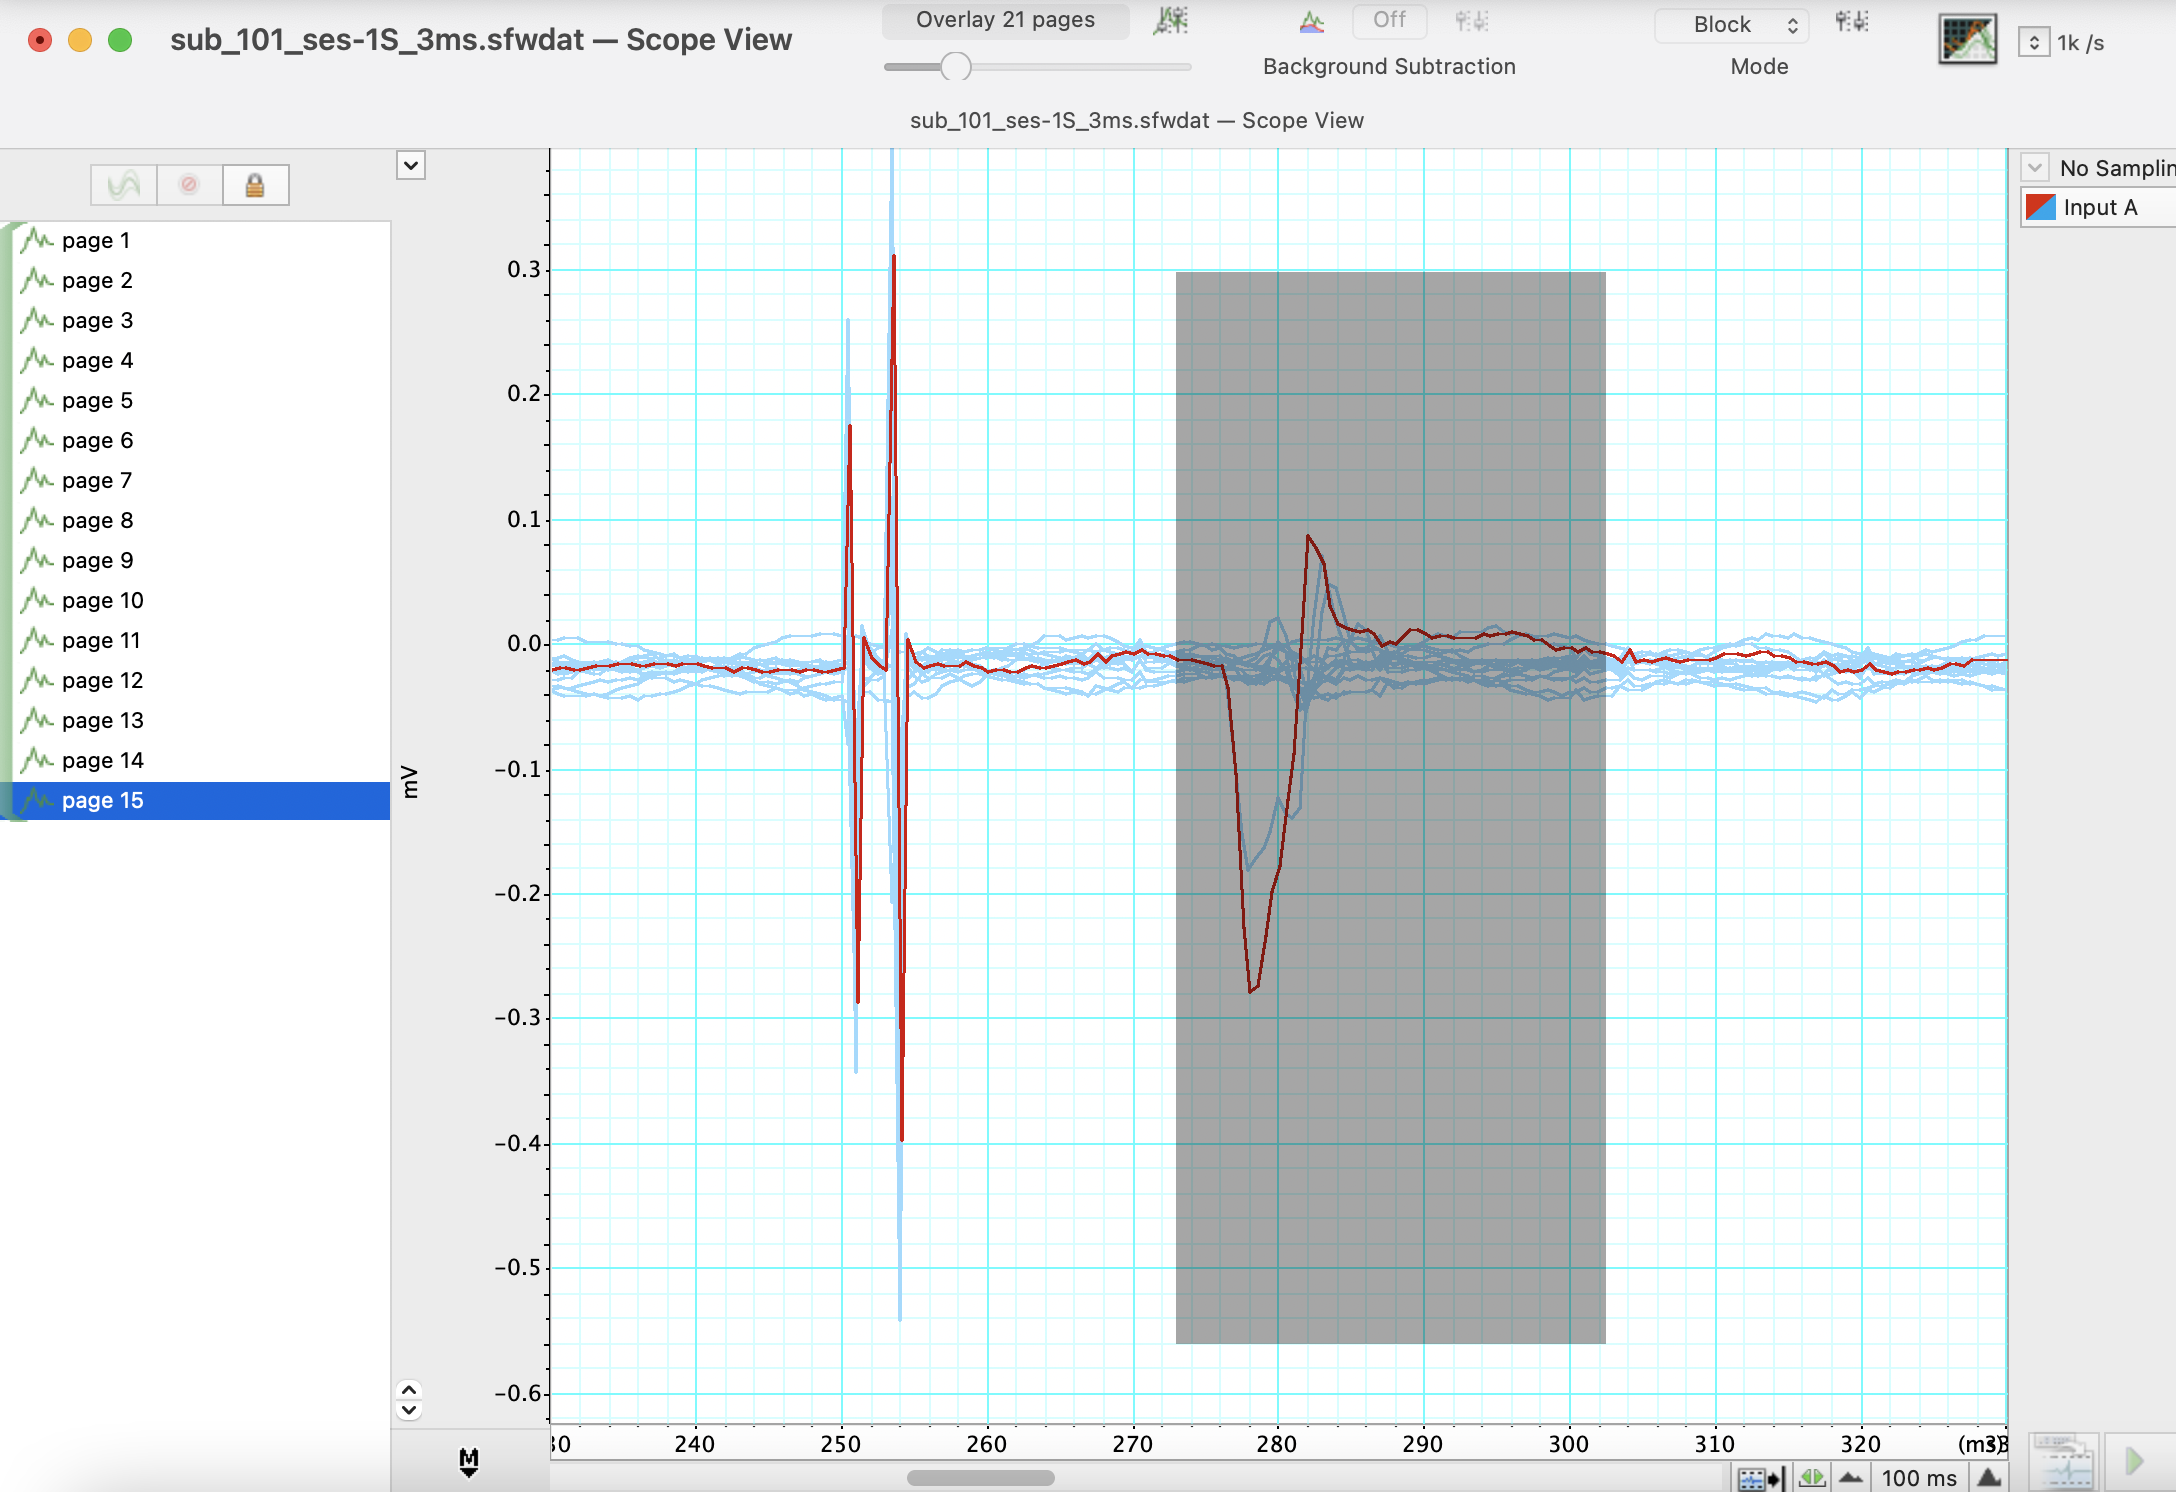 sub_101_ses-1S_3ms.sfwdat — Scope View
Overlay 21 pages
Off
Background Subtraction
Block
Mode
1k /s
sub_101_ses-1S_3ms.sfwdat — Scope View
No Samplin
Input A
page 1
page 2
page 3
page 4
page 5
page 6
page 7
page 8
page 9
page 10
page 11
page 12
page 13
page 14
page 15
mV
0.3
0.2
0.1
0.0
−0.1
−0.2
−0.3
−0.4
−0.5
−0.6
30 240 250 260 270 280 290 300 310 320 (ms)
M
100 ms